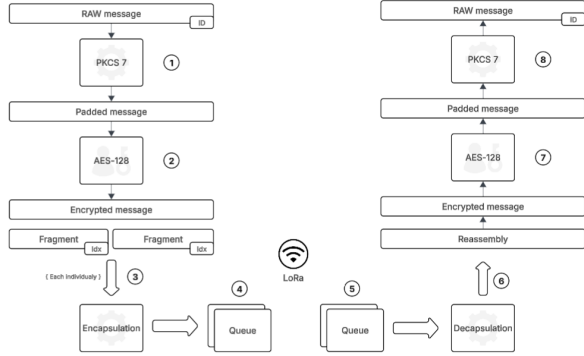 RAW message
ID
PKCS 7
1
Padded message
AES-128
2
Encrypted message
Fragment
Idx
Fragment
Idx
( Each individualy )
3
Encapsulation
4
Queue
LoRa
5
Queue
Decapsulation
6
Reassembly
Encrypted message
AES-128
7
Padded message
PKCS 7
8
RAW message
ID